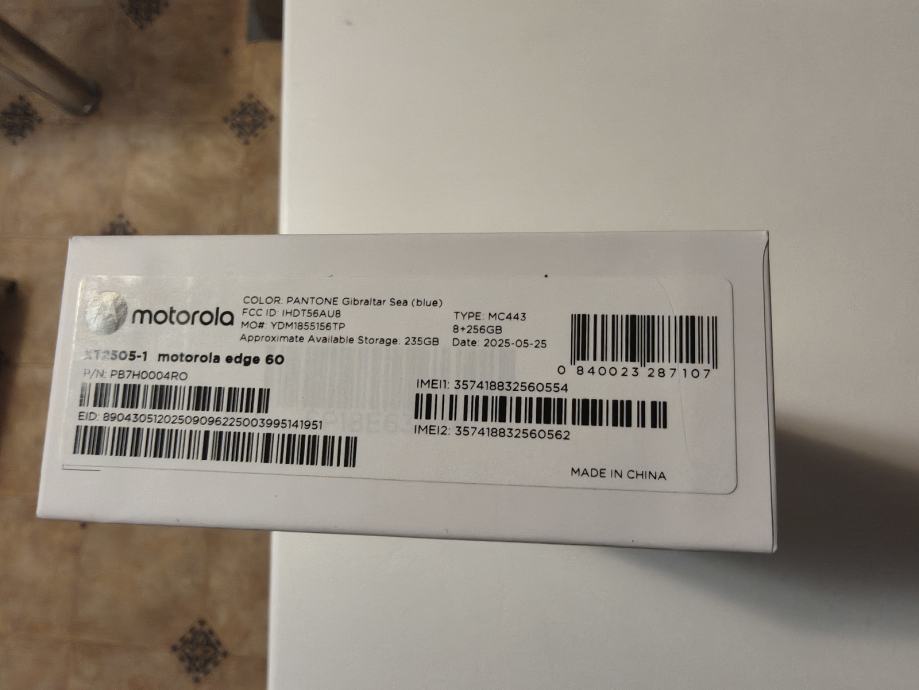 motorola
COLOR: PANTONE Gibraltar Sea (blue)
FCC ID: IHDT56AU8
MO#: YDM1855156TP
Approximate Available Storage: 235GB
TYPE: MC443
8+256GB
Date: 2025-05-25
0 840023 287107
XT2505-1 motorola edge 60
P/N: PB7H0004RO
EID: 89043051202509096225003995141951
IMEI1: 357418832560554
IMEI2: 357418832560562
MADE IN CHINA